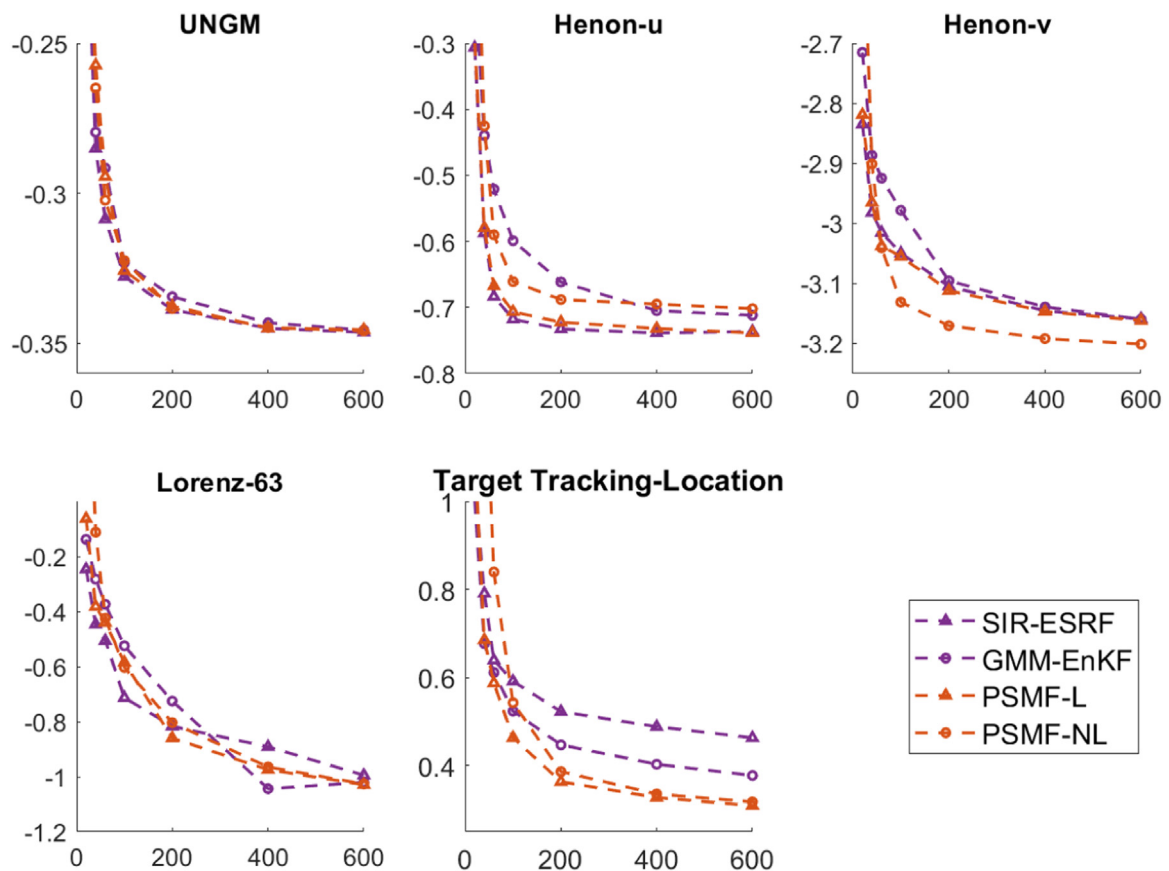 UNGM
-0.25
-0.3
-0.35
0 200 400 600
Henon-u
-0.3
-0.4
-0.5
-0.6
-0.7
-0.8
0 200 400 600
Henon-v
-2.7
-2.8
-2.9
-3
-3.1
-3.2
0 200 400 600
Lorenz-63
-0.2
-0.4
-0.6
-0.8
-1
-1.2
0 200 400 600
Target Tracking-Location
1
0.8
0.6
0.4
0 200 400 600
SIR-ESRF
GMM-EnKF
PSMF-L
PSMF-NL